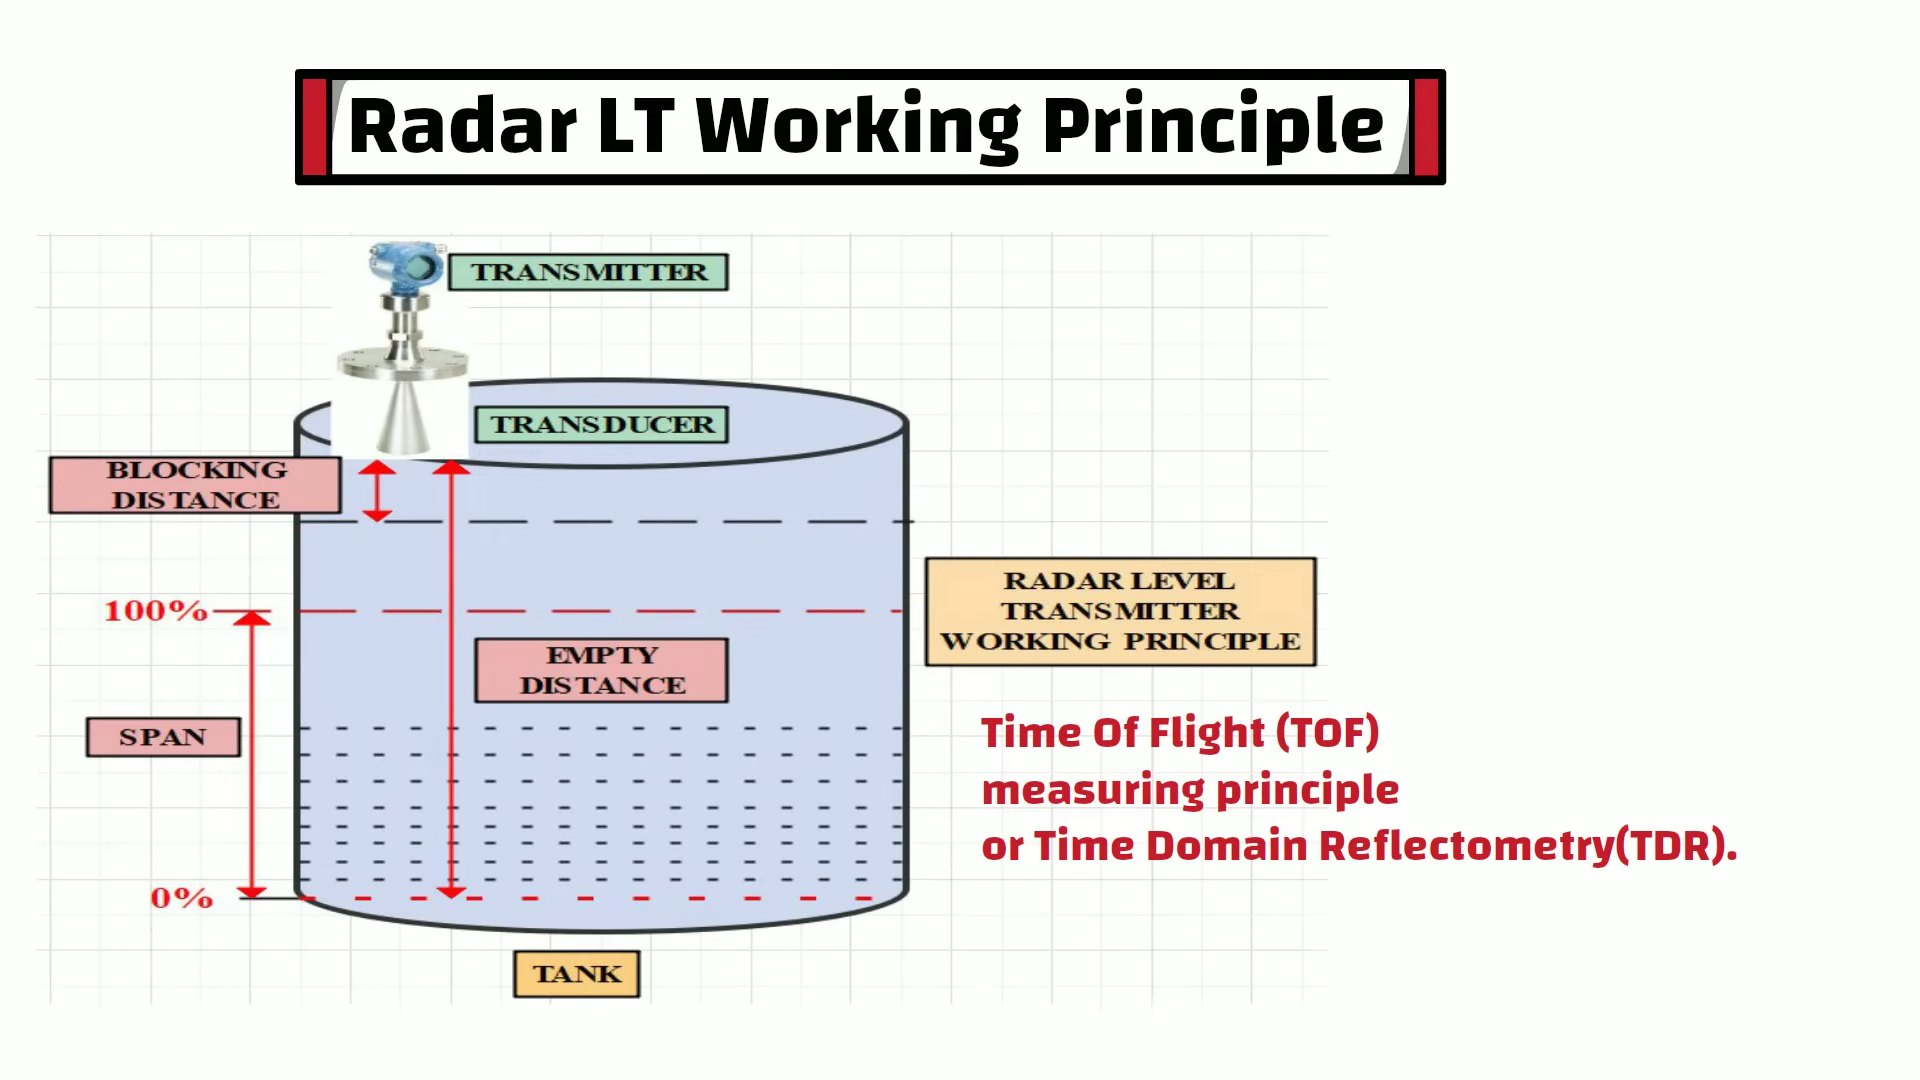 Radar LT Working Principle
TRANSMITTER
TRANSDUCER
BLOCKING
DISTANCE
100%
RADAR LEVEL
TRANSMITTER
WORKING PRINCIPLE
EMPTY
DISTANCE
SPAN
Time Of Flight (TOF)
measuring principle
or Time Domain Reflectometry(TDR).
0%
TANK